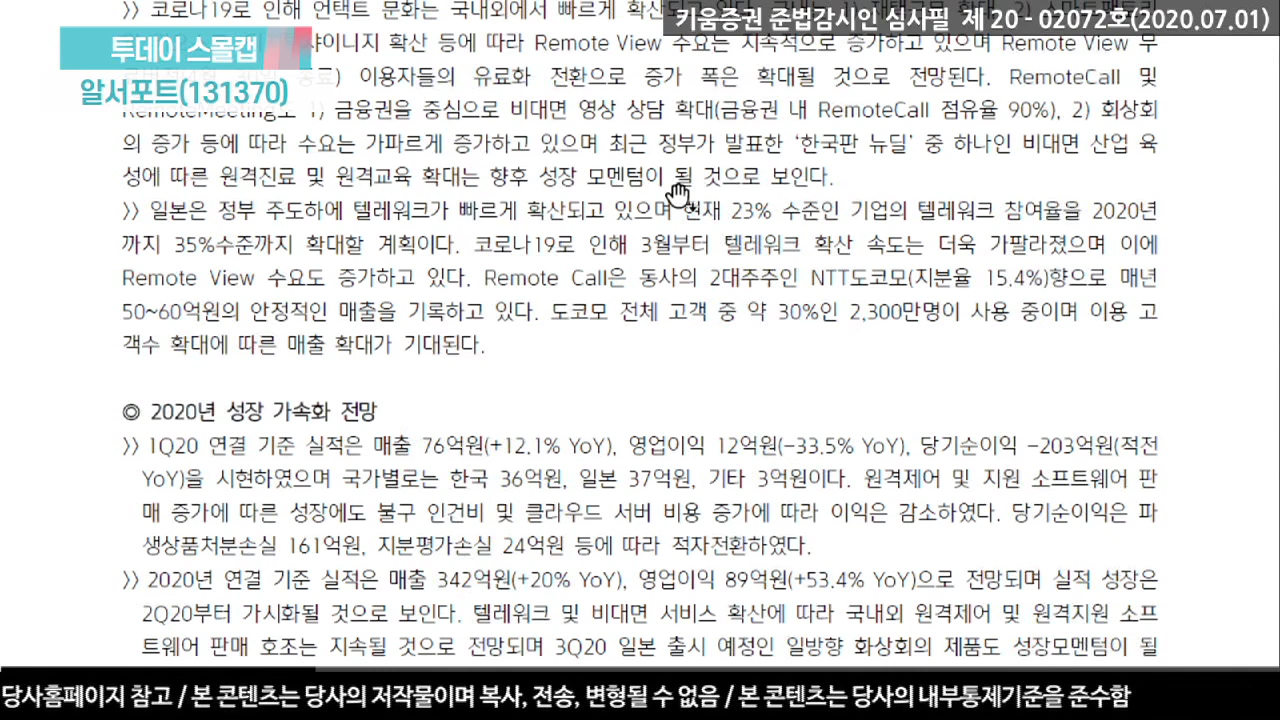 》 코로나19로 인해 언택트 문화는 국내외에서 빠르게 확산되고 있다.
키움증권 준법감시인 심사필 제 20 - 02072호(2020.07.01)
투데이 스몰캡
알서포트(131370)
샤이니지 확산 등에 따라 Remote View 수요는 지속적으로 증가하고 있으며 Remote View 무
종료) 이용자들의 유료화 전환으로 증가 폭은 확대될 것으로 전망된다. RemoteCall 및
RemoteMeeting도 1) 금융권을 중심으로 비대면 영상 상담 확대(금융권 내 RemoteCall 점유율 90%), 2) 회상회
의 증가 등에 따라 수요는 가파르게 증가하고 있으며 최근 정부가 발표한 ‘한국판 뉴딜’ 중 하나인 비대면 산업 육
성에 따른 원격진료 및 원격교육 확대는 향후 성장 모멘텀이 될 것으로 보인다.
》 일본은 정부 주도하에 텔레워크가 빠르게 확산되고 있으며 현재 23% 수준인 기업의 텔레워크 참여율을 2020년
까지 35%수준까지 확대할 계획이다. 코로나19로 인해 3월부터 텔레워크 확산 속도는 더욱 가팔라졌으며 이에
Remote View 수요도 증가하고 있다. Remote Call은 동사의 2대주주인 NTT도코모(지분율 15.4%)향으로 매년
50~60억원의 안정적인 매출을 기록하고 있다. 도코모 전체 고객 중 약 30%인 2,300만명이 사용 중이며 이용 고
객수 확대에 따른 매출 확대가 기대된다.
◎ 2020년 성장 가속화 전망
》 1Q20 연결 기준 실적은 매출 76억원(+12.1% YoY), 영업이익 12억원(-33.5% YoY), 당기순이익 -203억원(적전
YoY)을 시현하였으며 국가별로는 한국 36억원, 일본 37억원, 기타 3억원이다. 원격제어 및 지원 소프트웨어 판
매 증가에 따른 성장에도 불구 인건비 및 클라우드 서버 비용 증가에 따라 이익은 감소하였다. 당기순이익은 파
생상품처분손실 161억원, 지분평가손실 24억원 등에 따라 적자전환하였다.
》 2020년 연결 기준 실적은 매출 342억원(+20% YoY), 영업이익 89억원(+53.4% YoY)으로 전망되며 실적 성장은
2Q20부터 가시화될 것으로 보인다. 텔레워크 및 비대면 서비스 확산에 따라 국내외 원격제어 및 원격지원 소프
트웨어 판매 호조는 지속될 것으로 전망되며 3Q20 일본 출시 예정인 일방향 화상회의 제품도 성장모멘텀이 될
당사홈페이지 참고 / 본 콘텐츠는 당사의 저작물이며 복사, 전송, 변형될 수 없음 / 본 콘텐츠는 당사의 내부통제기준을 준수함